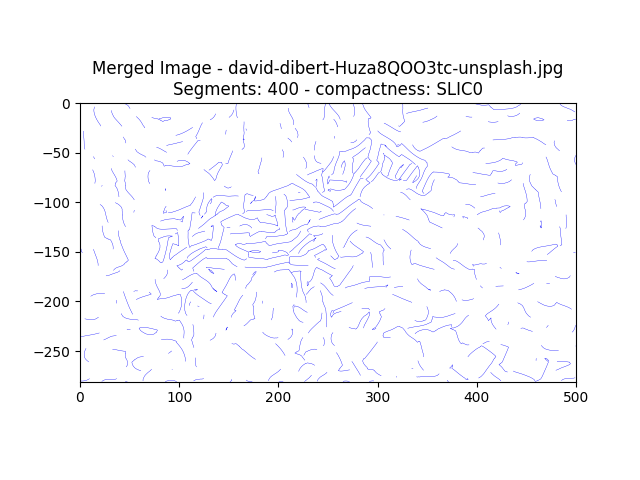 Merged Image - david-dibert-Huza8QOO3tc-unsplash.jpg
Segments: 400 - compactness: SLIC0
0
−50
−100
−150
−200
−250
0 100 200 300 400 500